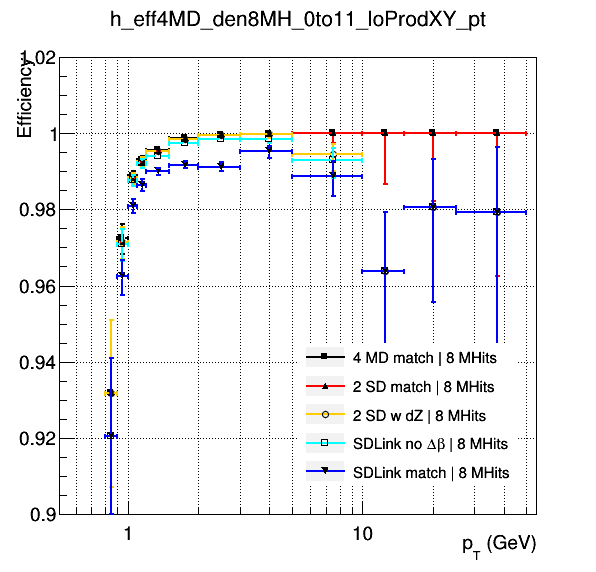 h_eff4MD_den8MH_0to11_loProdXY_pt
Efficiency
1.02
1
0.98
0.96
0.94
0.92
0.9
4 MD match | 8 MHits
2 SD match | 8 MHits
2 SD w dZ | 8 MHits
SDLink no Δβ | 8 MHits
SDLink match | 8 MHits
1
10
p_T (GeV)